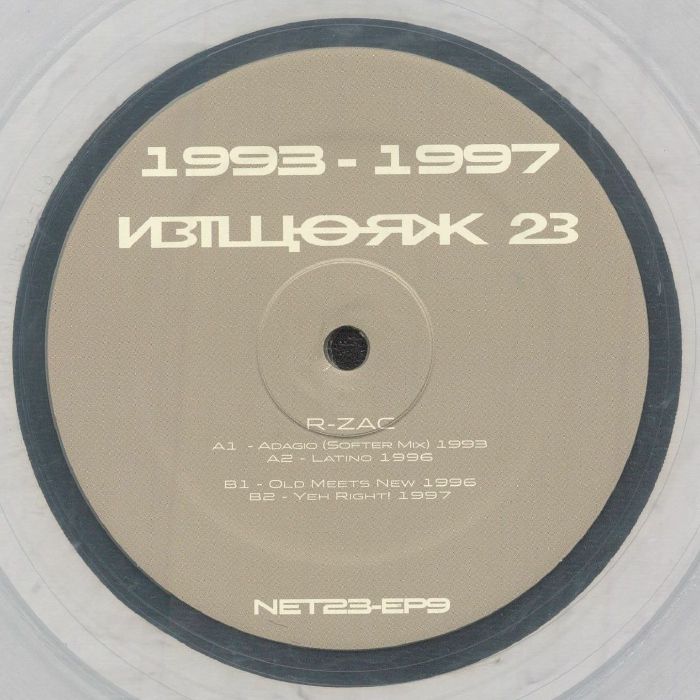 1993 - 1997
ИЗТЩФЯЖ 23
R-ZAC
A1 - ADAGIO (SOFTER MIX) 1993
A2 - LATINO 1996
B1 - OLD MEETS NEW 1996
B2 - YEH RIGHT! 1997
NET23-EP9